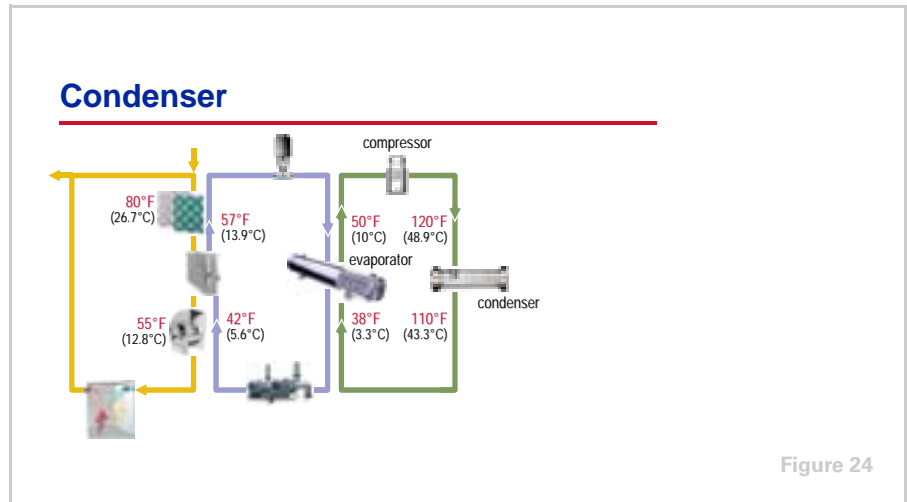 Condenser
compressor
80°F
(26.7°C)
57°F
(13.9°C)
50°F
(10°C)
120°F
(48.9°C)
evaporator
condenser
55°F
(12.8°C)
42°F
(5.6°C)
38°F
(3.3°C)
110°F
(43.3°C)
Figure 24